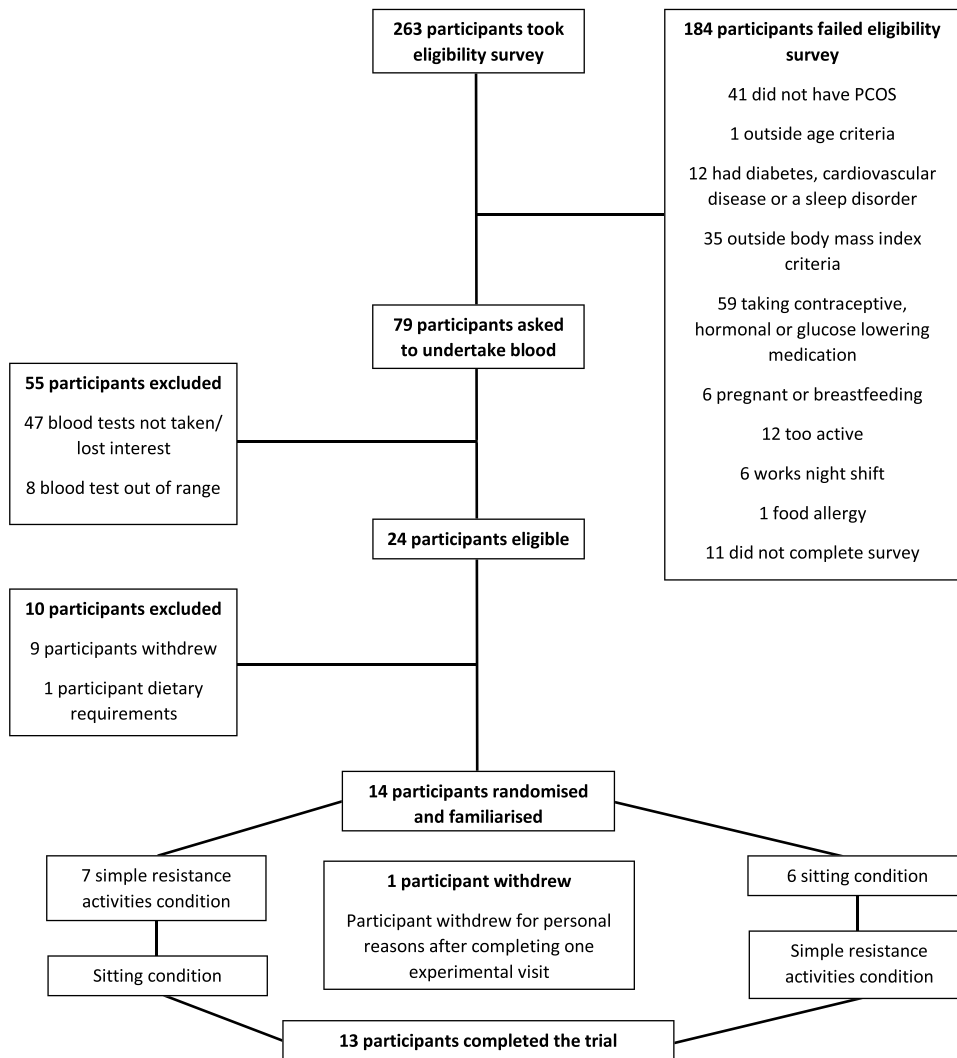 263 participants took
eligibility survey
184 participants failed eligibility
survey
41 did not have PCOS
1 outside age criteria
12 had diabetes, cardiovascular
disease or a sleep disorder
35 outside body mass index
criteria
59 taking contraceptive,
hormonal or glucose lowering
medication
6 pregnant or breastfeeding
12 too active
6 works night shift
1 food allergy
11 did not complete survey
79 participants asked
to undertake blood
55 participants excluded
47 blood tests not taken/
lost interest
8 blood test out of range
24 participants eligible
10 participants excluded
9 participants withdrew
1 participant dietary
requirements
14 participants randomised
and familiarised
7 simple resistance
activities condition
Sitting condition
1 participant withdrew
Participant withdrew for personal
reasons after completing one
experimental visit
6 sitting condition
Simple resistance
activities condition
13 participants completed the trial